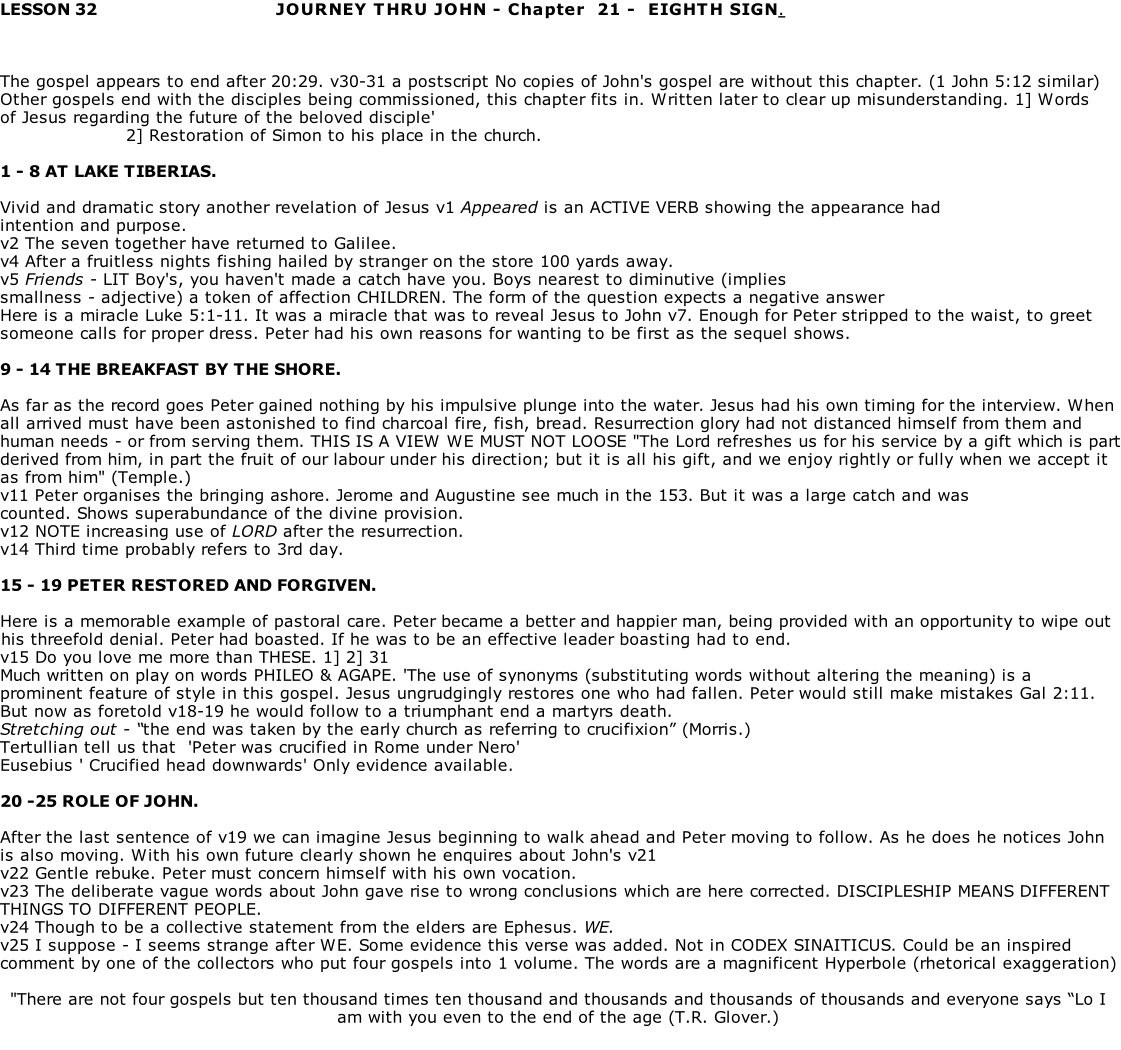 LESSON 32 JOURNEY THRU JOHN - Chapter 21 - EIGHTH SIGN.
The gospel appears to end after 20:29. v30-31 a postscript No copies of John's gospel are without this chapter. (1 John 5:12 similar)
Other gospels end with the disciples being commissioned, this chapter fits in. Written later to clear up misunderstanding. 1] Words
of Jesus regarding the future of the beloved disciple'
2] Restoration of Simon to his place in the church.
1 - 8 AT LAKE TIBERIAS.
Vivid and dramatic story another revelation of Jesus v1 Appeared is an ACTIVE VERB showing the appearance had
intention and purpose.
v2 The seven together have returned to Galilee.
v4 After a fruitless nights fishing hailed by stranger on the store 100 yards away.
v5 Friends - LIT Boy's, you haven't made a catch have you. Boys nearest to diminutive (implies
smallness - adjective) a token of affection CHILDREN. The form of the question expects a negative answer
Here is a miracle Luke 5:1-11. It was a miracle that was to reveal Jesus to John v7. Enough for Peter stripped to the waist, to greet
someone calls for proper dress. Peter had his own reasons for wanting to be first as the sequel shows.
9 - 14 THE BREAKFAST BY THE SHORE.
As far as the record goes Peter gained nothing by his impulsive plunge into the water. Jesus had his own timing for the interview. When
all arrived must have been astonished to find charcoal fire, fish, bread. Resurrection glory had not distanced himself from them and
human needs - or from serving them. THIS IS A VIEW WE MUST NOT LOOSE "The Lord refreshes us for his service by a gift which is part
derived from him, in part the fruit of our labour under his direction; but it is all his gift, and we enjoy rightly or fully when we accept it
as from him" (Temple.)
v11 Peter organises the bringing ashore. Jerome and Augustine see much in the 153. But it was a large catch and was
counted. Shows superabundance of the divine provision.
v12 NOTE increasing use of LORD after the resurrection.
v14 Third time probably refers to 3rd day.
15 - 19 PETER RESTORED AND FORGIVEN.
Here is a memorable example of pastoral care. Peter became a better and happier man, being provided with an opportunity to wipe out
his threefold denial. Peter had boasted. If he was to be an effective leader boasting had to end.
v15 Do you love me more than THESE. 1] 2] 31
Much written on play on words PHILEO & AGAPE. 'The use of synonyms (substituting words without altering the meaning) is a
prominent feature of style in this gospel. Jesus ungrudgingly restores one who had fallen. Peter would still make mistakes Gal 2:11.
But now as foretold v18-19 he would follow to a triumphant end a martyrs death.
Stretching out - “the end was taken by the early church as referring to crucifixion” (Morris.)
Tertullian tell us that 'Peter was crucified in Rome under Nero'
Eusebius ' Crucified head downwards' Only evidence available.
20 -25 ROLE OF JOHN.
After the last sentence of v19 we can imagine Jesus beginning to walk ahead and Peter moving to follow. As he does he notices John
is also moving. With his own future clearly shown he enquires about John's v21
v22 Gentle rebuke. Peter must concern himself with his own vocation.
v23 The deliberate vague words about John gave rise to wrong conclusions which are here corrected. DISCIPLESHIP MEANS DIFFERENT
THINGS TO DIFFERENT PEOPLE.
v24 Though to be a collective statement from the elders are Ephesus. WE.
v25 I suppose - I seems strange after WE. Some evidence this verse was added. Not in CODEX SINAITICUS. Could be an inspired
comment by one of the collectors who put four gospels into 1 volume. The words are a magnificent Hyperbole (rhetorical exaggeration)
"There are not four gospels but ten thousand times ten thousand and thousands and thousands of thousands and everyone says “Lo I
am with you even to the end of the age (T.R. Glover.)